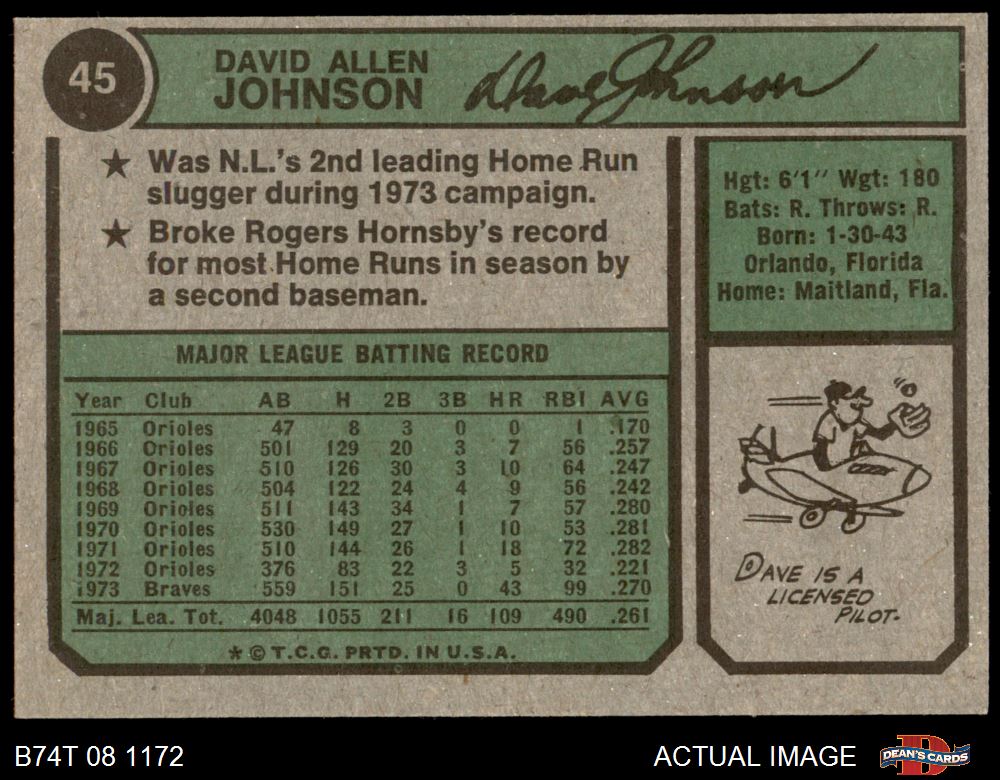 45
DAVID ALLEN
JOHNSON
Dave Johnson
★ Was N.L.'s 2nd leading Home Run
slugger during 1973 campaign.
★ Broke Rogers Hornsby's record
for most Home Runs in season by
a second baseman.
Hgt: 6'1" Wgt: 180
Bats: R. Throws: R.
Born: 1-30-43
Orlando, Florida
Home: Maitland, Fla.
MAJOR LEAGUE BATTING RECORD
Year Club AB H 2B 3B HR RBI AVG
1965 Orioles 47 8 3 0 0 1 .170
1966 Orioles 501 129 20 3 7 56 .257
1967 Orioles 510 126 30 3 10 64 .247
1968 Orioles 504 122 24 4 9 56 .242
1969 Orioles 511 143 34 1 7 57 .280
1970 Orioles 530 149 27 1 10 53 .281
1971 Orioles 510 144 26 1 18 72 .282
1972 Orioles 376 83 22 3 5 32 .221
1973 Braves 559 151 25 0 43 99 .270
Maj. Lea. Tot. 4048 1055 211 16 109 490 .261
* © T.C.G. PRTD. IN U.S.A.
DAVE IS A
LICENSED
PILOT.
B74T 08 1172
ACTUAL IMAGE
DEAN'S CARDS